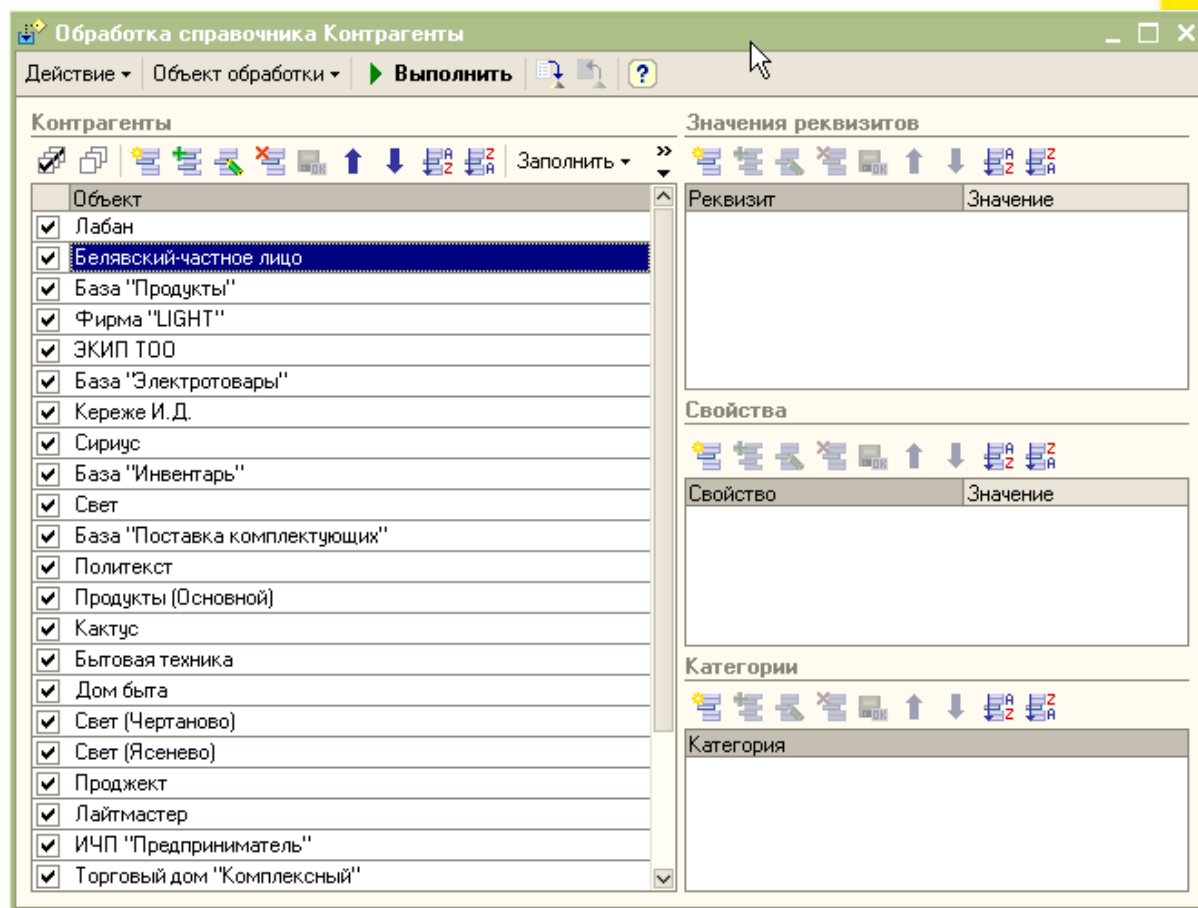 Обработка справочника Контрагенты
Действие Объект обработки Выполнить ?
Контрагенты
Заполнить
Объект
Лабан
Белявский-частное лицо
База "Продукты"
Фирма "LIGHT"
ЭКИП ТОО
База "Электротовары"
Кереже И.Д.
Сириус
База "Инвентарь"
Свет
База "Поставка комплектующих"
Политекст
Продукты (Основной)
Кактус
Бытовая техника
Дом быта
Свет (Чертаново)
Свет (Ясенево)
Проджект
Лайтмастер
ИЧП "Предприниматель"
Торговый дом "Комплексный"
Значения реквизитов
Реквизит Значение
Свойства
Свойство Значение
Категории
Категория